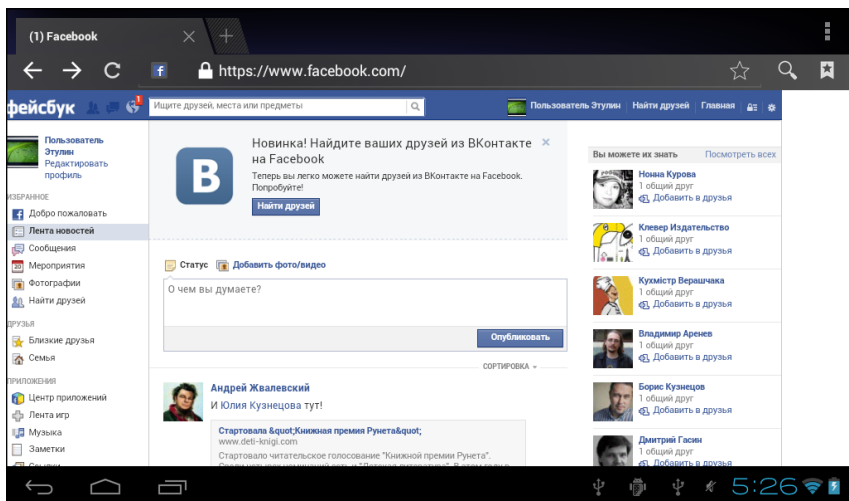 (1) Facebook
https://www.facebook.com/
фейсбук
1
Ищите друзей, места или предметы
Пользователь Этулин
Найти друзей
Главная
Пользователь
Этулин
Редактировать
профиль
ИЗБРАННОЕ
Добро пожаловать
Лента новостей
Сообщения
20 Мероприятия
Фотографии
Найти друзей
ДРУЗЬЯ
Близкие друзья
Семья
ПРИЛОЖЕНИЯ
Центр приложений
Лента игр
Музыка
Заметки
Ссылки
В
Новинка! Найдите ваших друзей из ВКонтакте
на Facebook
Теперь вы легко можете найти друзей из ВКонтакте на Facebook.
Попробуйте!
Найти друзей
Статус
Добавить фото/видео
О чем вы думаете?
Опубликовать
СОРТИРОВКА
Андрей Жвалевский
И Юлия Кузнецова тут!
Стартовала &quot;Книжная премия Рунета&quot;
www.deti-knigi.com
Стартовало читательское голосование "Книжной премии Рунета".
Вы можете их знать
Посмотреть всех
Нонна Курова
1 общий друг
Добавить в друзья
Клевер Издательство
1 общий друг
Добавить в друзья
Кухмiстр Верашчака
1 общий друг
Добавить в друзья
Владимир Аренев
1 общий друг
Добавить в друзья
Борис Кузнецов
1 общий друг
Добавить в друзья
Дмитрий Гасин
1 общий друг
Добавить в друзья
5:26